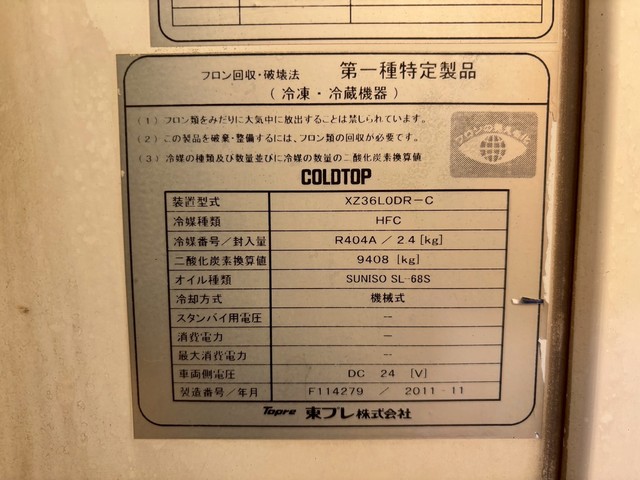 フロン回収・破壊法 第一種特定製品
(冷凍・冷蔵機器)
(1) フロン類をみだりに大気中に放出することは禁じられています。
(2) この製品を廃棄・整備するには、フロン類の回収が必要です。
(3) 冷媒の種類及び数量並びに冷媒の数量の二酸化炭素換算値
フロンの見える化
COLDTOP
装置型式 XZ36L0DR-C
冷媒種類 HFC
冷媒番号/封入量 R404A / 2.4 [kg]
二酸化炭素換算値 9408 [kg]
オイル種類 SUNISO SL-68S
冷却方式 機械式
スタンバイ用電圧 —
消費電力 —
最大消費電力 —
車両側電圧 DC 24 [V]
製造番号/年月 F114279 / 2011-11
Topre 東プレ株式会社